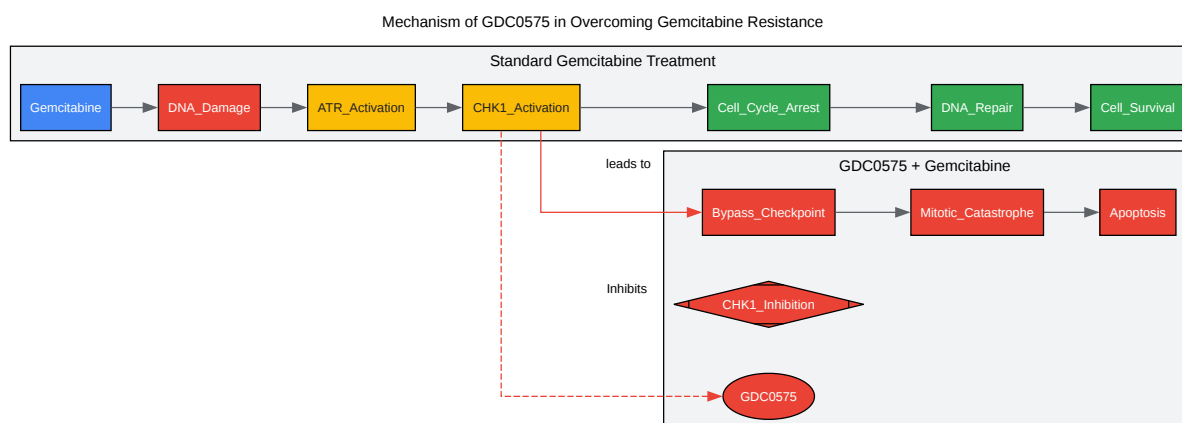 Mechanism of GDC0575 in Overcoming Gemcitabine Resistance
Standard Gemcitabine Treatment
Gemcitabine
DNA_Damage
ATR_Activation
CHK1_Activation
Cell_Cycle_Arrest
DNA_Repair
Cell_Survival
leads to
GDC0575 + Gemcitabine
Bypass_Checkpoint
Mitotic_Catastrophe
Apoptosis
Inhibits
CHK1_Inhibition
GDC0575